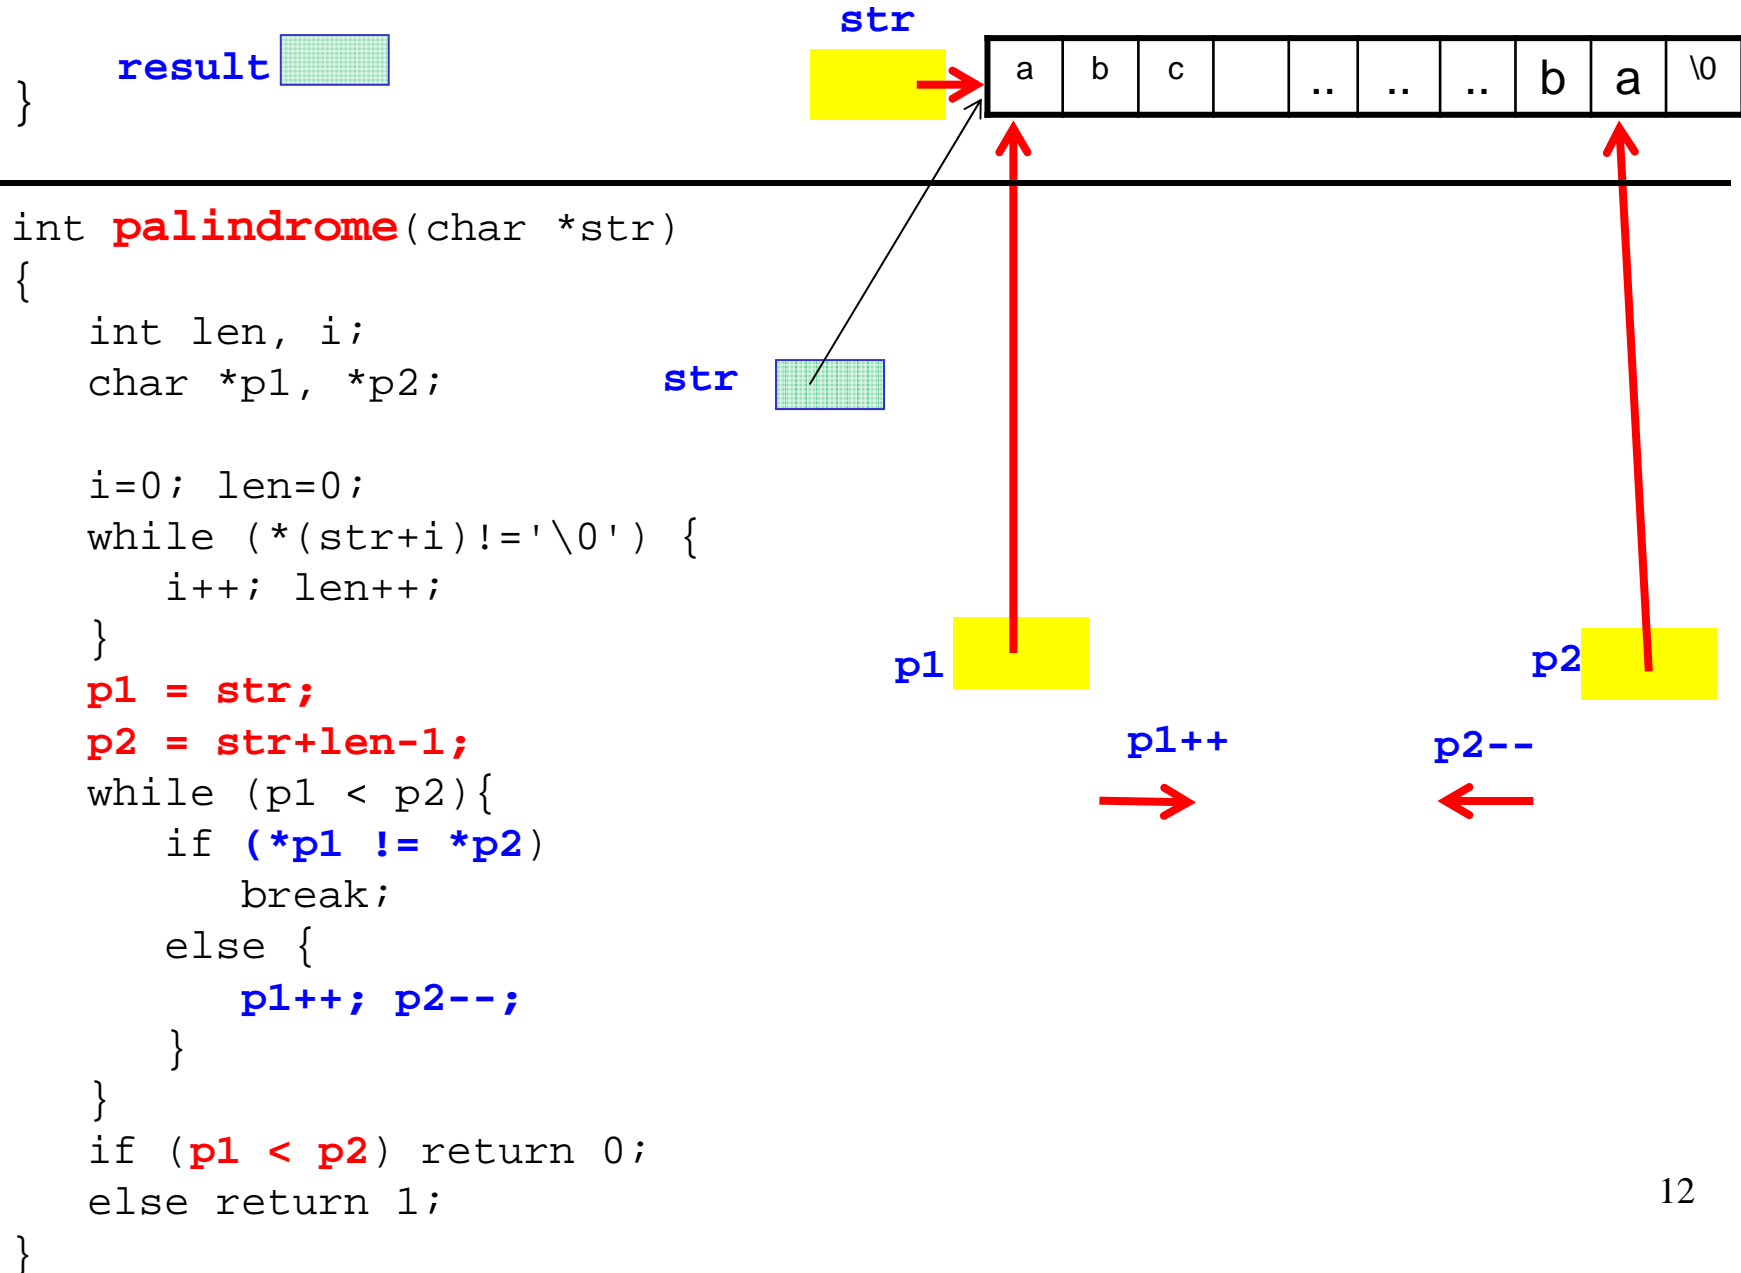 str
result
a b c .. .. .. b a \0
}
int palindrome(char *str)
{
int len, i;
char *p1, *p2;
str
i=0; len=0;
while (*(str+i)!='\0') {
i++; len++;
}
p1 = str;
p2 = str+len-1;
while (p1 < p2){
if (*p1 != *p2)
break;
else {
p1++; p2--;
}
}
if (p1 < p2) return 0;
else return 1;
}
p1
p2
p1++
p2--
12